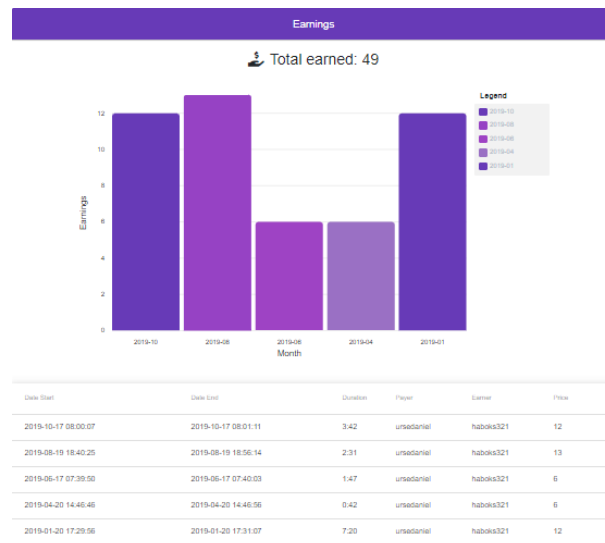 Earnings
Total earned: 49
Legend
2019-10
2019-08
2019-06
2019-04
2019-01
12
10
8
6
4
2
0
Earnings
2019-10 2019-08 2019-06 2019-04 2019-01
Month
Date Start Date End Duration Payer Earner Price
2019-10-17 08:00:07 2019-10-17 08:01:11 3:42 ursedaniel haboks321 12
2019-08-19 18:40:25 2019-08-19 18:56:14 2:31 ursedaniel haboks321 13
2019-06-17 07:39:50 2019-06-17 07:40:03 1:47 ursedaniel haboks321 6
2019-04-20 14:46:46 2019-04-20 14:46:56 0:42 ursedaniel haboks321 6
2019-01-20 17:29:56 2019-01-20 17:31:07 7:20 ursedaniel haboks321 12